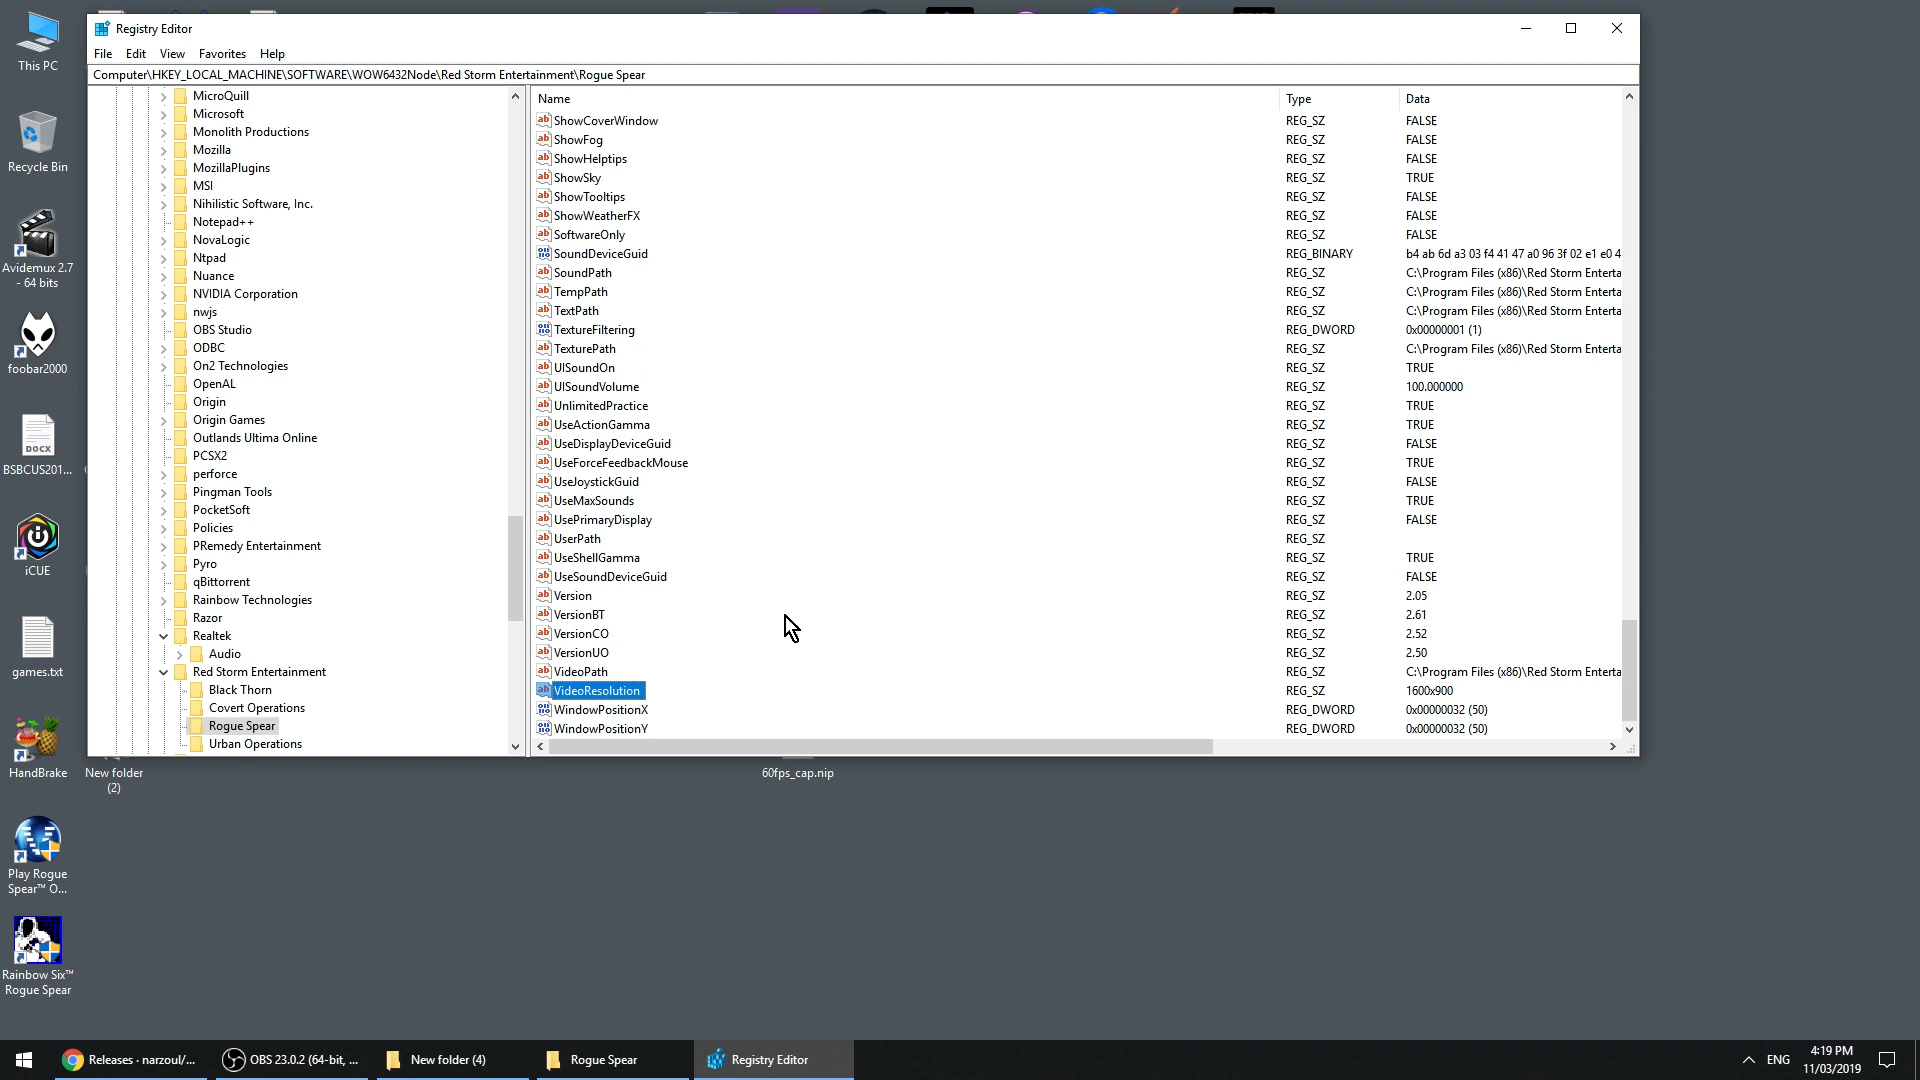 This PC
Recycle Bin
Avidemux 2.7
- 64 bits
foobar2000
DOCX
BSBCUS201...
iCUE
games.txt
HandBrake
New folder
(2)
Play Rogue
Spear™ O...
Rainbow Six™
Rogue Spear
60fps_cap.nip
Registry Editor
File Edit View Favorites Help
Computer\HKEY_LOCAL_MACHINE\SOFTWARE\WOW6432Node\Red Storm Entertainment\Rogue Spear
MicroQuill
Microsoft
Monolith Productions
Mozilla
MozillaPlugins
MSI
Nihilistic Software, Inc.
Notepad++
NovaLogic
Ntpad
Nuance
NVIDIA Corporation
nwjs
OBS Studio
ODBC
On2 Technologies
OpenAL
Origin
Origin Games
Outlands Ultima Online
PCSX2
perforce
Pingman Tools
PocketSoft
Policies
PRemedy Entertainment
Pyro
qBittorrent
Rainbow Technologies
Razor
Realtek
Audio
Red Storm Entertainment
Black Thorn
Covert Operations
Rogue Spear
Urban Operations
Name Type Data
ShowCoverWindow REG_SZ FALSE
ShowFog REG_SZ FALSE
ShowHelptips REG_SZ FALSE
ShowSky REG_SZ TRUE
ShowTooltips REG_SZ FALSE
ShowWeatherFX REG_SZ FALSE
SoftwareOnly REG_SZ FALSE
SoundDeviceGuid REG_BINARY b4 ab 6d a3 03 f4 41 47 a0 96 3f 02 e1 e0 4
SoundPath REG_SZ C:\Program Files (x86)\Red Storm Enterta
TempPath REG_SZ C:\Program Files (x86)\Red Storm Enterta
TextPath REG_SZ C:\Program Files (x86)\Red Storm Enterta
TextureFiltering REG_DWORD 0x00000001 (1)
TexturePath REG_SZ C:\Program Files (x86)\Red Storm Enterta
UISoundOn REG_SZ TRUE
UISoundVolume REG_SZ 100.000000
UnlimitedPractice REG_SZ TRUE
UseActionGamma REG_SZ TRUE
UseDisplayDeviceGuid REG_SZ FALSE
UseForceFeedbackMouse REG_SZ TRUE
UseJoystickGuid REG_SZ FALSE
UseMaxSounds REG_SZ TRUE
UsePrimaryDisplay REG_SZ FALSE
UserPath REG_SZ
UseShellGamma REG_SZ TRUE
UseSoundDeviceGuid REG_SZ FALSE
Version REG_SZ 2.05
VersionBT REG_SZ 2.61
VersionCO REG_SZ 2.52
VersionUO REG_SZ 2.50
VideoPath REG_SZ C:\Program Files (x86)\Red Storm Enterta
VideoResolution REG_SZ 1600x900
WindowPositionX REG_DWORD 0x00000032 (50)
WindowPositionY REG_DWORD 0x00000032 (50)
Releases · narzoul/... OBS 23.0.2 (64-bit, ... New folder (4) Rogue Spear Registry Editor ENG 4:19 PM
11/03/2019